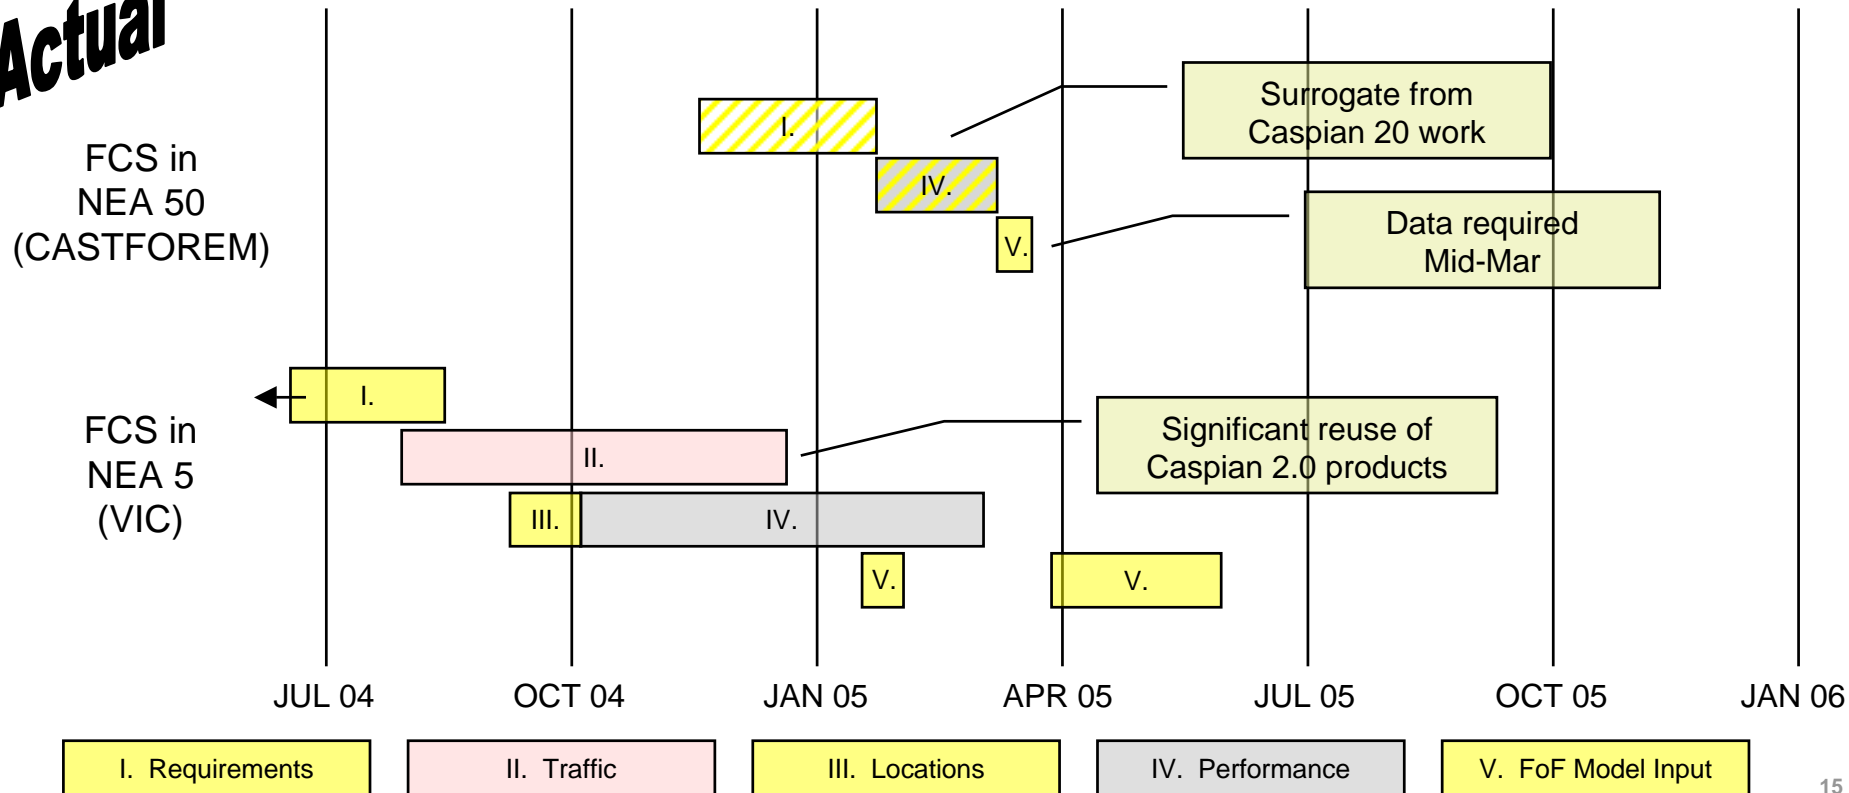 Actual
FCS in
NEA 50
(CASTFOREM)
I.
IV.
V.
Surrogate from
Caspian 20 work
Data required
Mid-Mar
FCS in
NEA 5
(VIC)
I.
II.
III.
IV.
V.
V.
Significant reuse of
Caspian 2.0 products
JUL 04
OCT 04
JAN 05
APR 05
JUL 05
OCT 05
JAN 06
I. Requirements
II. Traffic
III. Locations
IV. Performance
V. FoF Model Input
15